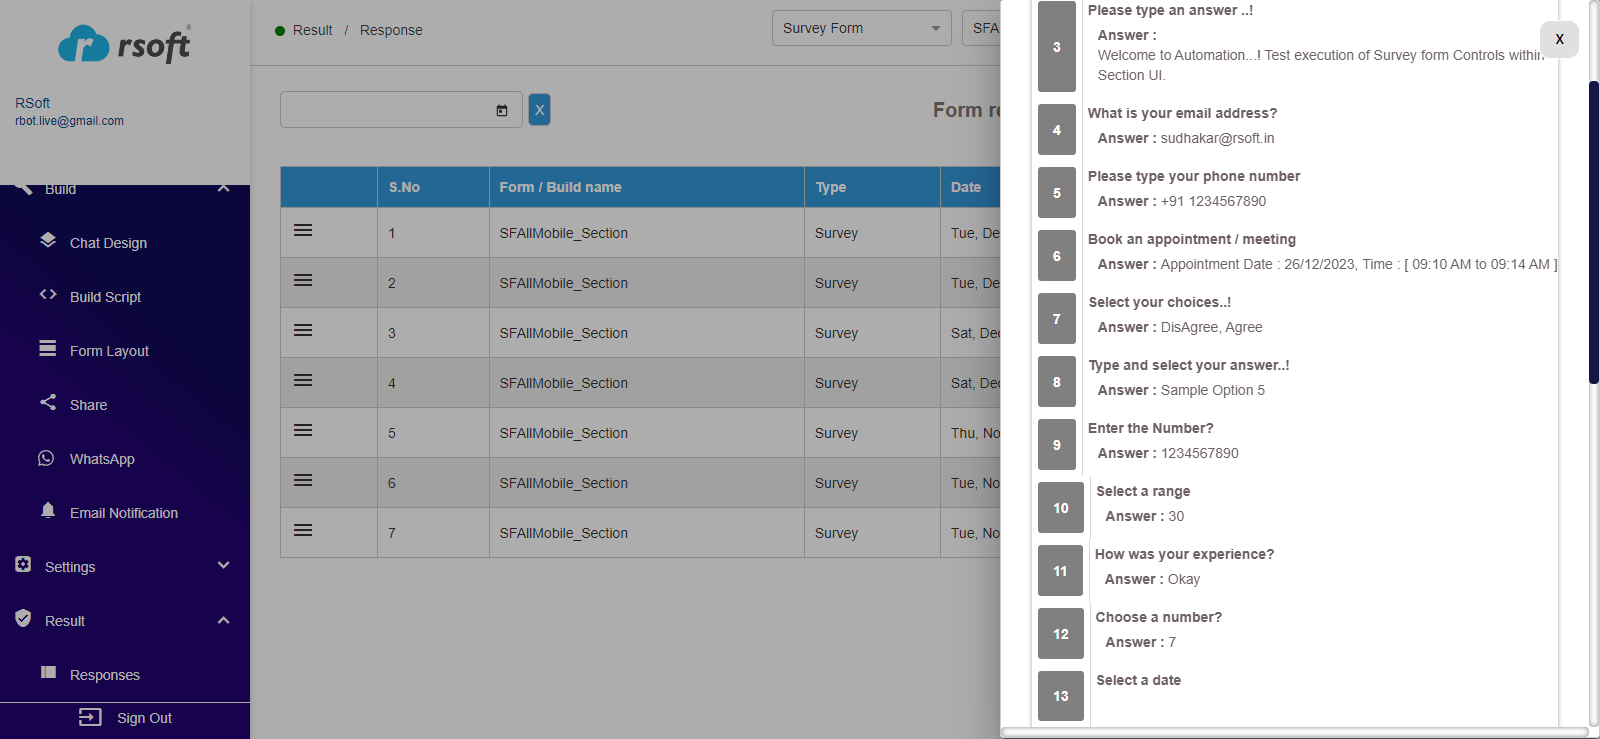 rsoft
RSoft
rbot.live@gmail.com
Build
Chat Design
Build Script
Form Layout
Share
WhatsApp
Email Notification
Settings
Result
Responses
Sign Out
Result / Response
Survey Form
SFA
X
Form re
S.No Form / Build name Type Date
1 SFAllMobile_Section Survey Tue, De
2 SFAllMobile_Section Survey Tue, De
3 SFAllMobile_Section Survey Sat, Dec
4 SFAllMobile_Section Survey Sat, Dec
5 SFAllMobile_Section Survey Thu, No
6 SFAllMobile_Section Survey Tue, No
7 SFAllMobile_Section Survey Tue, No
X
3 Please type an answer ..!
Answer :
Welcome to Automation...! Test execution of Survey form Controls within
Section UI.
4 What is your email address?
Answer : sudhakar@rsoft.in
5 Please type your phone number
Answer : +91 1234567890
6 Book an appointment / meeting
Answer : Appointment Date : 26/12/2023, Time : [ 09:10 AM to 09:14 AM ]
7 Select your choices..!
Answer : DisAgree, Agree
8 Type and select your answer..!
Answer : Sample Option 5
9 Enter the Number?
Answer : 1234567890
10 Select a range
Answer : 30
11 How was your experience?
Answer : Okay
12 Choose a number?
Answer : 7
13 Select a date